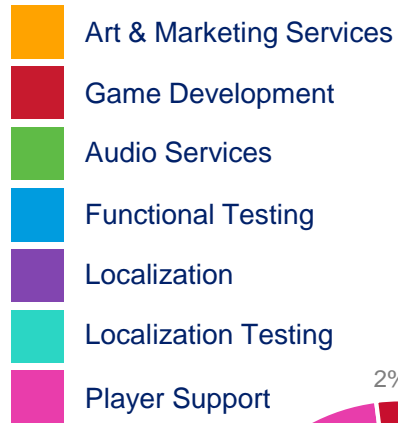 Art & Marketing Services
Game Development
Audio Services
Functional Testing
Localization
Localization Testing
Player Support